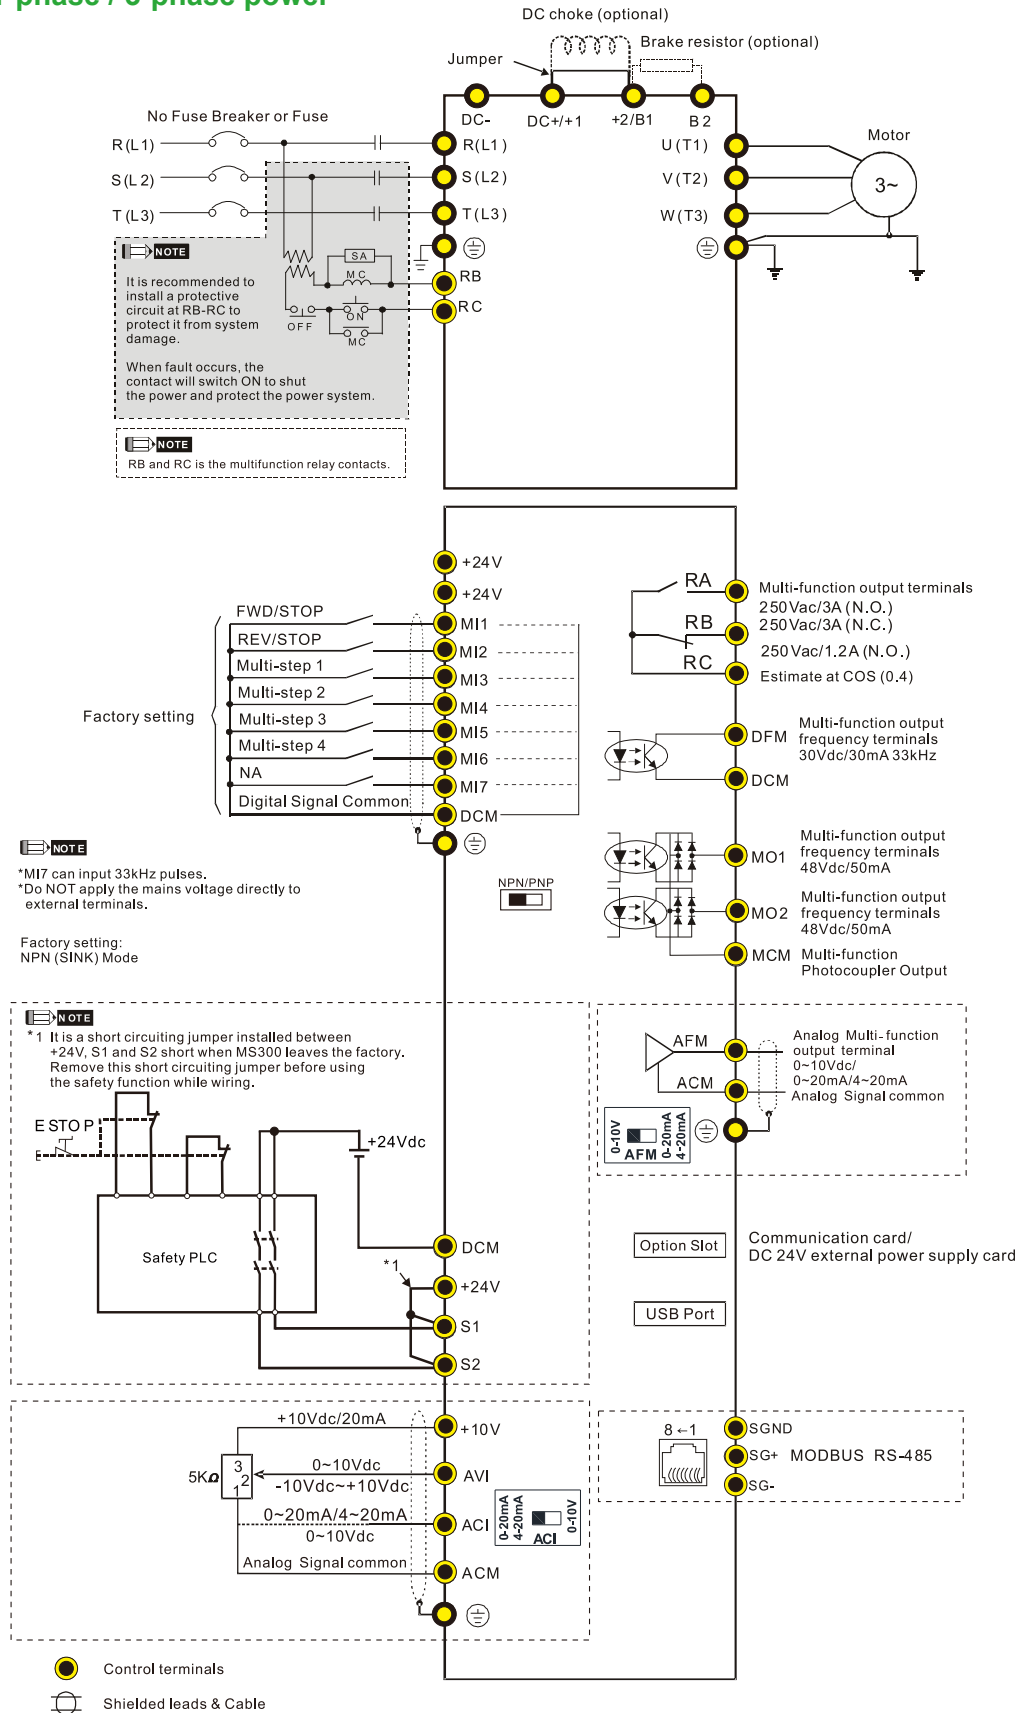 1-phase / 3-phase power
DC choke (optional)
Brake resistor (optional)
Jumper
DC-
DC+/+1
+2/B1
B2
No Fuse Breaker or Fuse
R(L1)
S(L2)
T(L3)
R(L1)
S(L2)
T(L3)
RB
RC
U(T1)
V(T2)
W(T3)
Motor
3~
SA
MC
ON
OFF
MC
NOTE
It is recommended to
install a protective
circuit at RB-RC to
protect it from system
damage.
When fault occurs, the
contact will switch ON to shut
the power and protect the power system.
NOTE
RB and RC is the multifunction relay contacts.
+24V
+24V
Factory setting
FWD/STOP
MI1
REV/STOP
MI2
Multi-step 1
MI3
Multi-step 2
MI4
Multi-step 3
MI5
Multi-step 4
MI6
NA
MI7
Digital Signal Common
DCM
NPN/PNP
NOTE
*MI7 can input 33kHz pulses.
*Do NOT apply the mains voltage directly to
external terminals.
Factory setting:
NPN (SINK) Mode
RA
RB
RC
Multi-function output terminals
250Vac/3A (N.O.)
250Vac/3A (N.C.)
250Vac/1.2A (N.O.)
Estimate at COS (0.4)
DFM
DCM
Multi-function output
frequency terminals
30Vdc/30mA 33kHz
MO1
Multi-function output
frequency terminals
48Vdc/50mA
MO2
Multi-function output
frequency terminals
48Vdc/50mA
MCM
Multi-function
Photocoupler Output
NOTE
*1 It is a short circuiting jumper installed between
+24V, S1 and S2 short when MS300 leaves the factory.
Remove this short circuiting jumper before using
the safety function while wiring.
ESTOP
+24Vdc
Safety PLC
*1
DCM
+24V
S1
S2
AFM
ACM
Analog Multi-function
output terminal
0~10Vdc/
0~20mA/4~20mA
Analog Signal common
0-10V
AFM
0-20mA
4-20mA
Option Slot
Communication card/
DC 24V external power supply card
USB Port
+10Vdc/20mA
+10V
5KΩ
3
2
1
0~10Vdc
-10Vdc~+10Vdc
AVI
0~20mA/4~20mA
0~10Vdc
ACI
0-20mA
4-20mA
ACI
0-10V
Analog Signal common
ACM
8←1
SGND
SG+
SG-
MODBUS RS-485
Control terminals
Shielded leads & Cable